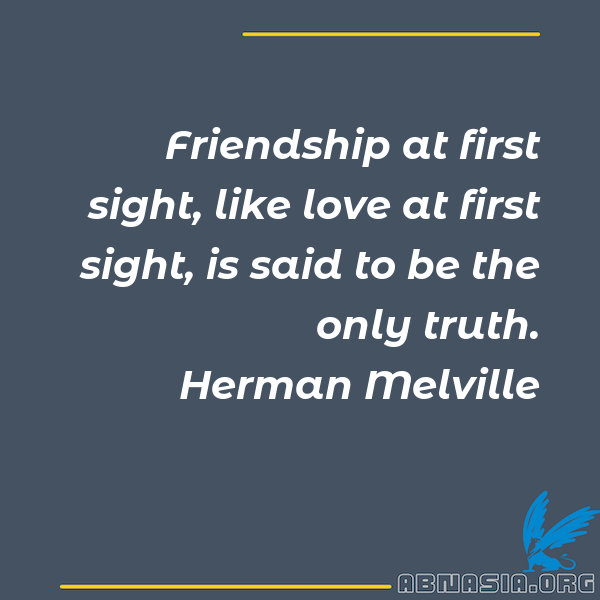 Friendship at first
sight, like love at first
sight, is said to be the
only truth.
Herman Melville
ABNASIA.ORG